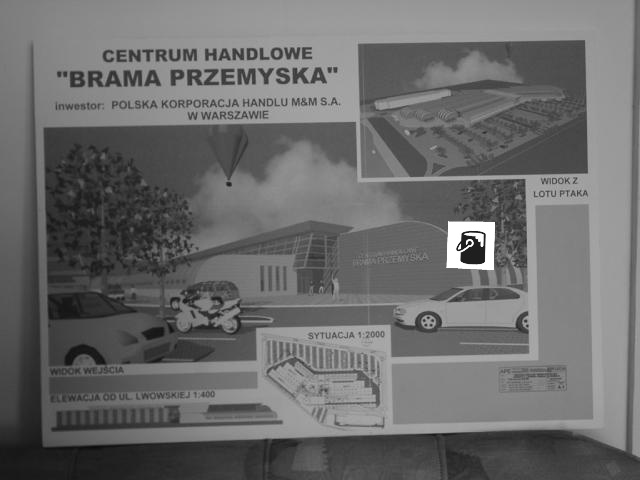 CENTRUM HANDLOWE
"BRAMA PRZEMYSKA"
inwestor: POLSKA KORPORACJA HANDLU M&M S.A.
W WARSZAWIE
WIDOK Z
LOTU PTAKA
CENTRUM HANDLOWE
BRAMA PRZEMYSKA
SYTUACJA 1:2000
WIDOK WEJŚCIA
ELEWACJA OD UL. LWOWSKIEJ 1:400